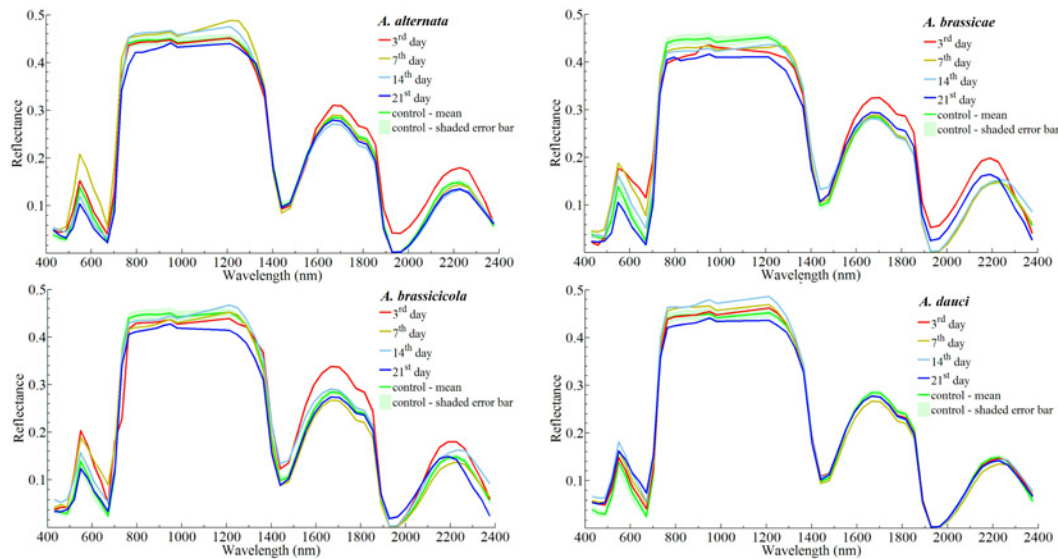 0.5
0.4
0.3
0.2
0.1
Reflectance
A. alternata
3rd day
7th day
14th day
21st day
control - mean
control - shaded error bar
400 600 800 1000 1200 1400 1600 1800 2000 2200 2400
Wavelength (nm)
0.5
0.4
0.3
0.2
0.1
Reflectance
A. brassicae
3rd day
7th day
14th day
21st day
control - mean
control - shaded error bar
400 600 800 1000 1200 1400 1600 1800 2000 2200 2400
Wavelength (nm)
0.5
0.4
0.3
0.2
0.1
Reflectance
A. brassicicola
3rd day
7th day
14th day
21st day
control - mean
control - shaded error bar
400 600 800 1000 1200 1400 1600 1800 2000 2200 2400
Wavelength (nm)
0.5
0.4
0.3
0.2
0.1
Reflectance
A. dauci
3rd day
7th day
14th day
21st day
control - mean
control - shaded error bar
400 600 800 1000 1200 1400 1600 1800 2000 2200 2400
Wavelength (nm)